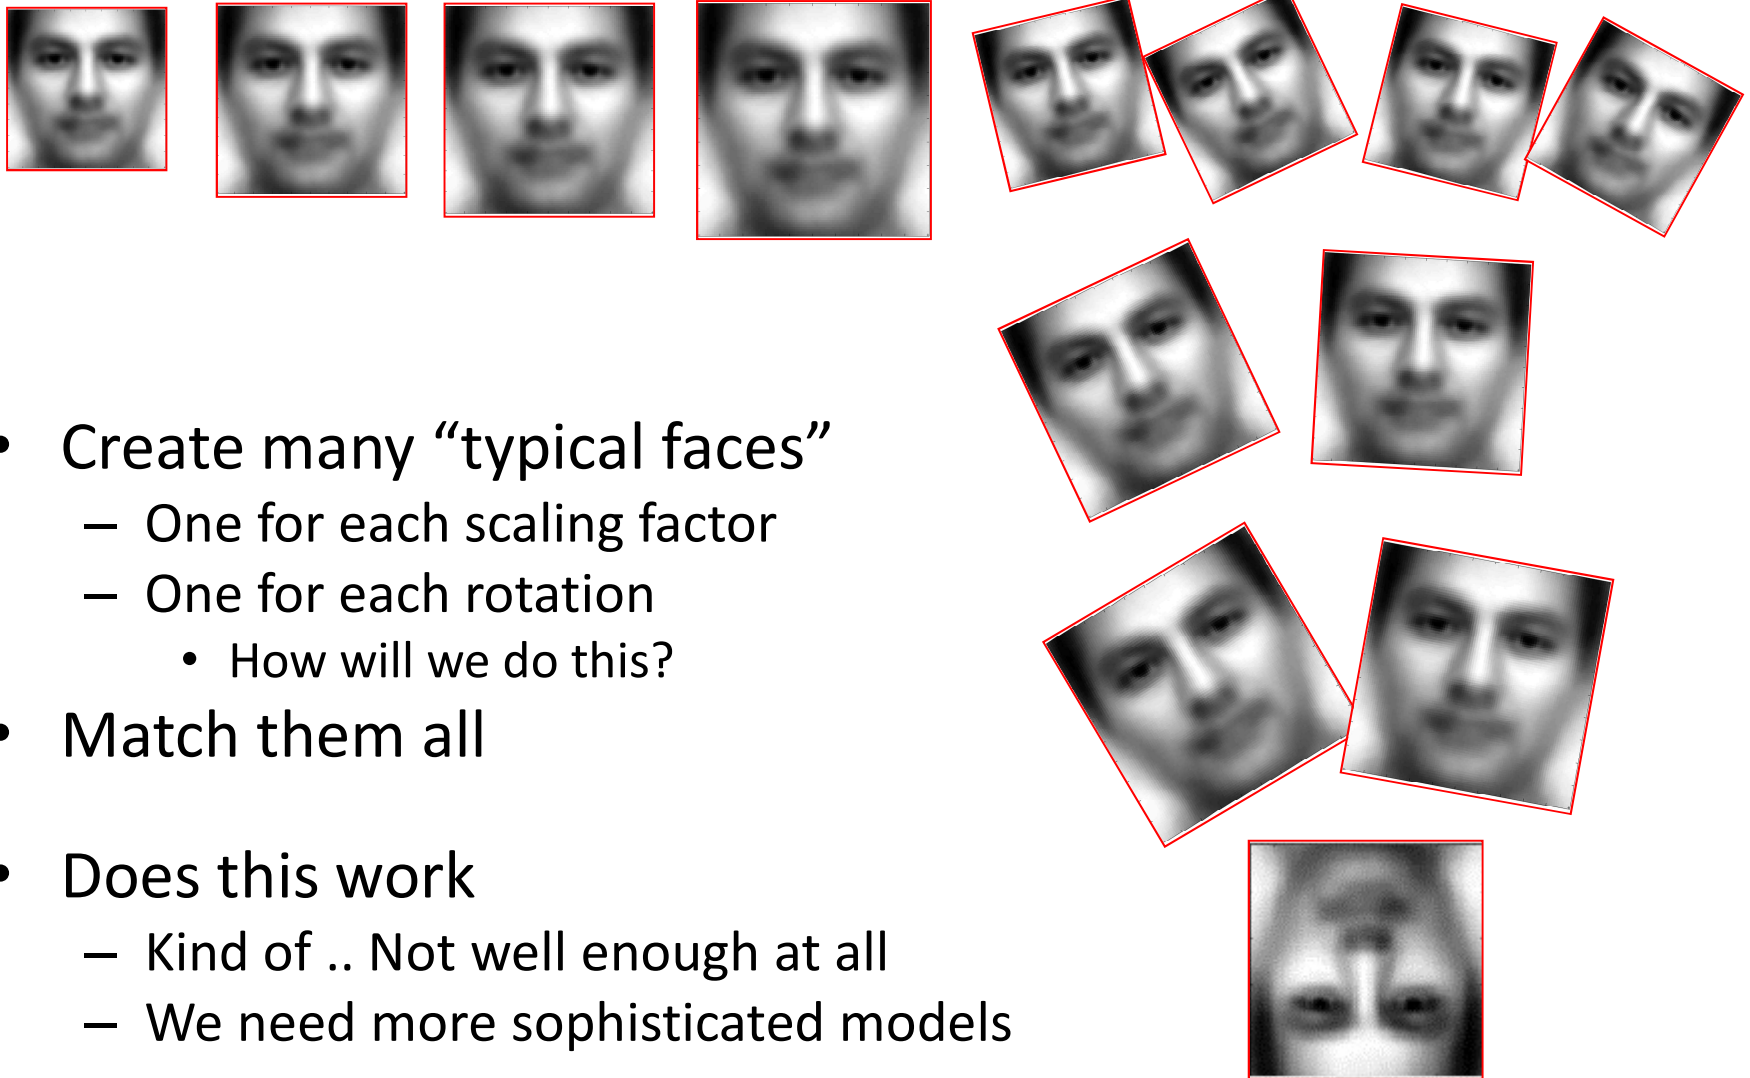 • Create many “typical faces”
– One for each scaling factor
– One for each rotation
• How will we do this?
• Match them all
• Does this work
– Kind of .. Not well enough at all
– We need more sophisticated models